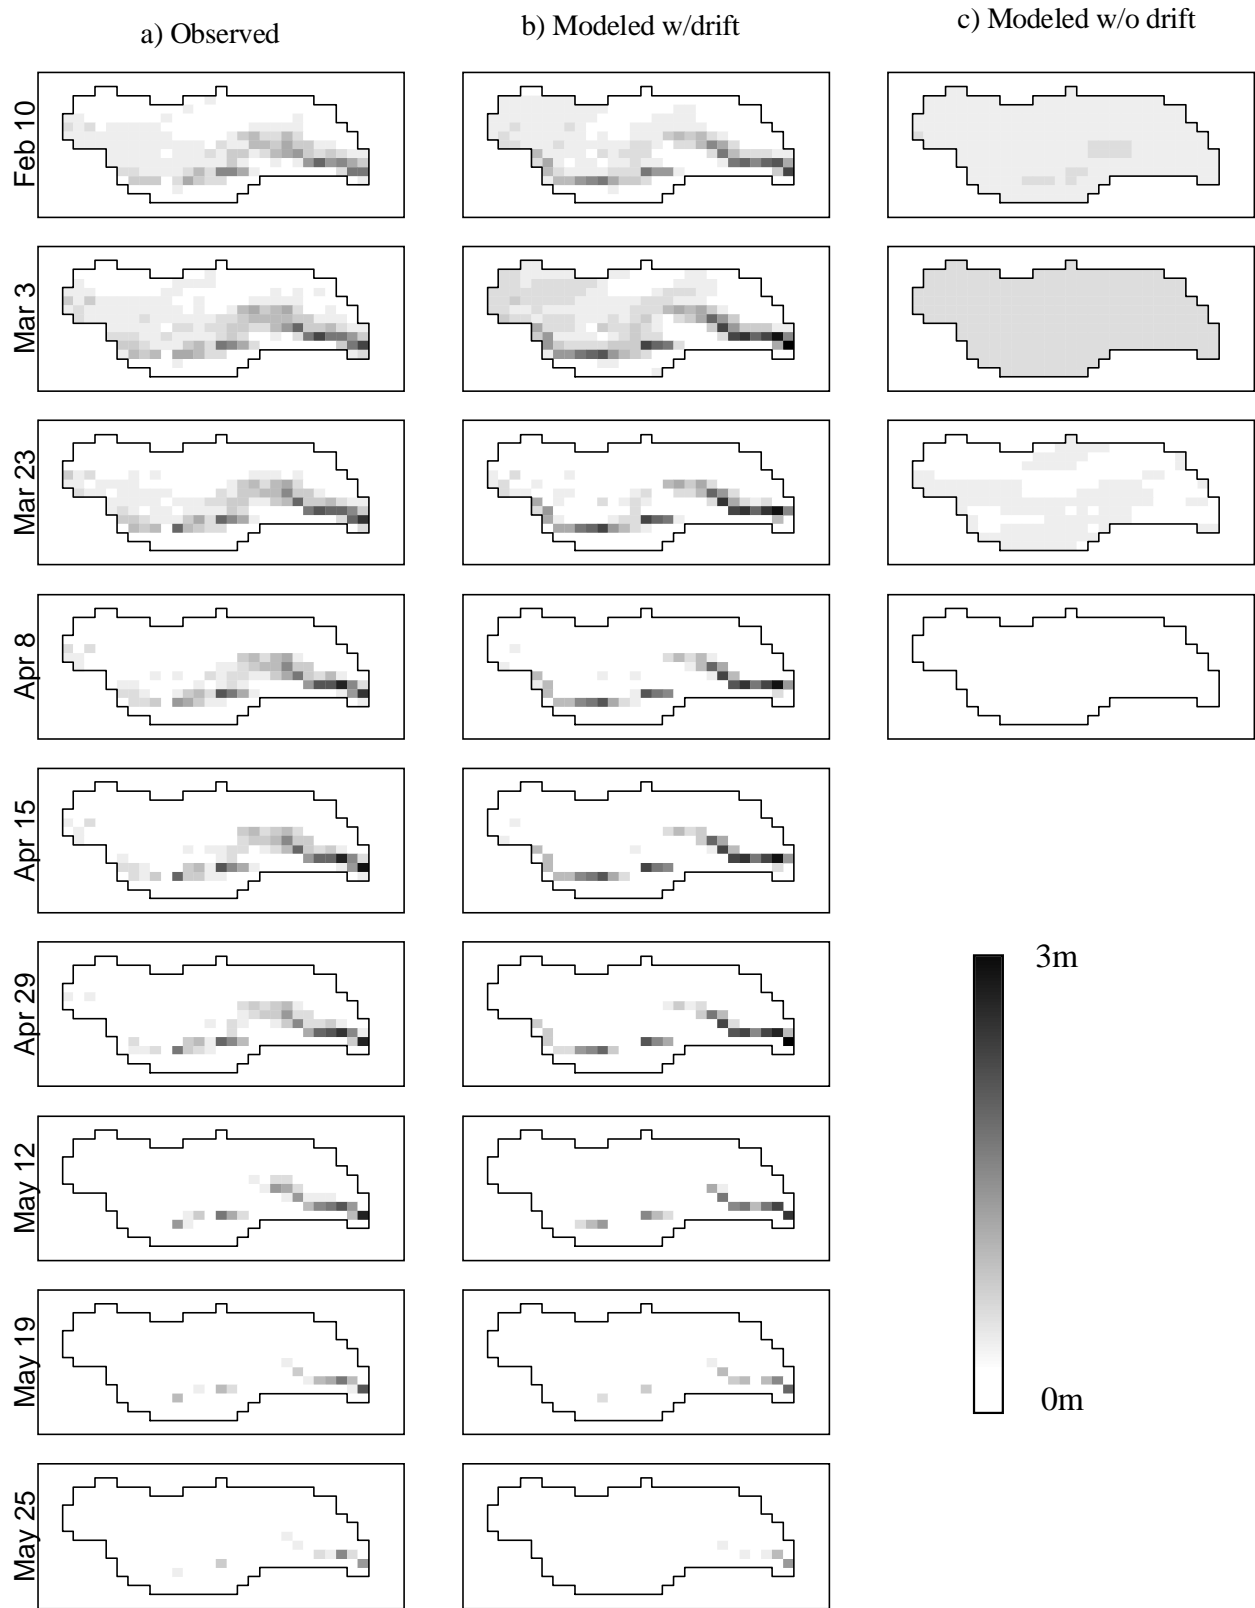 a) Observed
b) Modeled w/drift
c) Modeled w/o drift
Feb 10
Mar 3
Mar 23
Apr 8
Apr 15
Apr 29
May 12
May 19
May 25
3m
0m